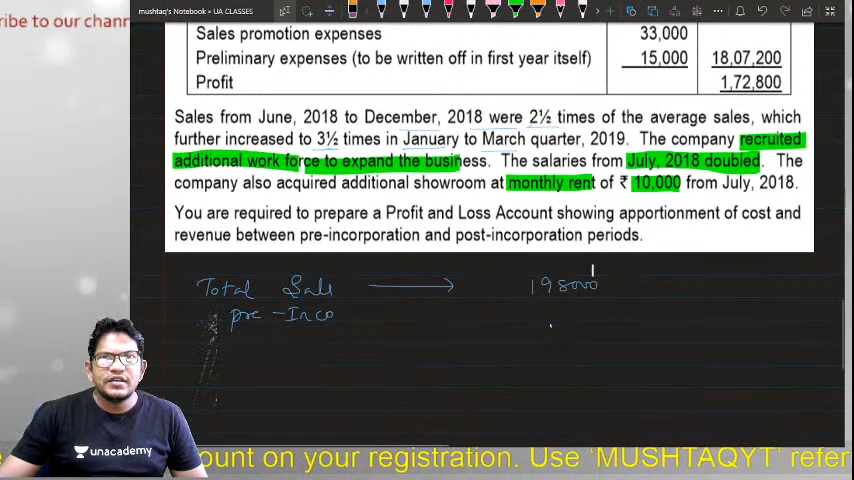 ribe to our chann
mushtaq's Notebook » UA CLASSES
Sales promotion expenses 33,000
Preliminary expenses (to be written off in first year itself) 15,000 18,07,200
Profit 1,72,800
Sales from June, 2018 to December, 2018 were 2½ times of the average sales, which
further increased to 3½ times in January to March quarter, 2019. The company recruited
additional work force to expand the business. The salaries from July, 2018 doubled. The
company also acquired additional showroom at monthly rent of ₹ 10,000 from July, 2018.
You are required to prepare a Profit and Loss Account showing apportionment of cost and
revenue between pre-incorporation and post-incorporation periods.
Total Sale → 198000
pre-Inco
unacademy
ount on your registration. Use 'MUSHTAQYT' refer